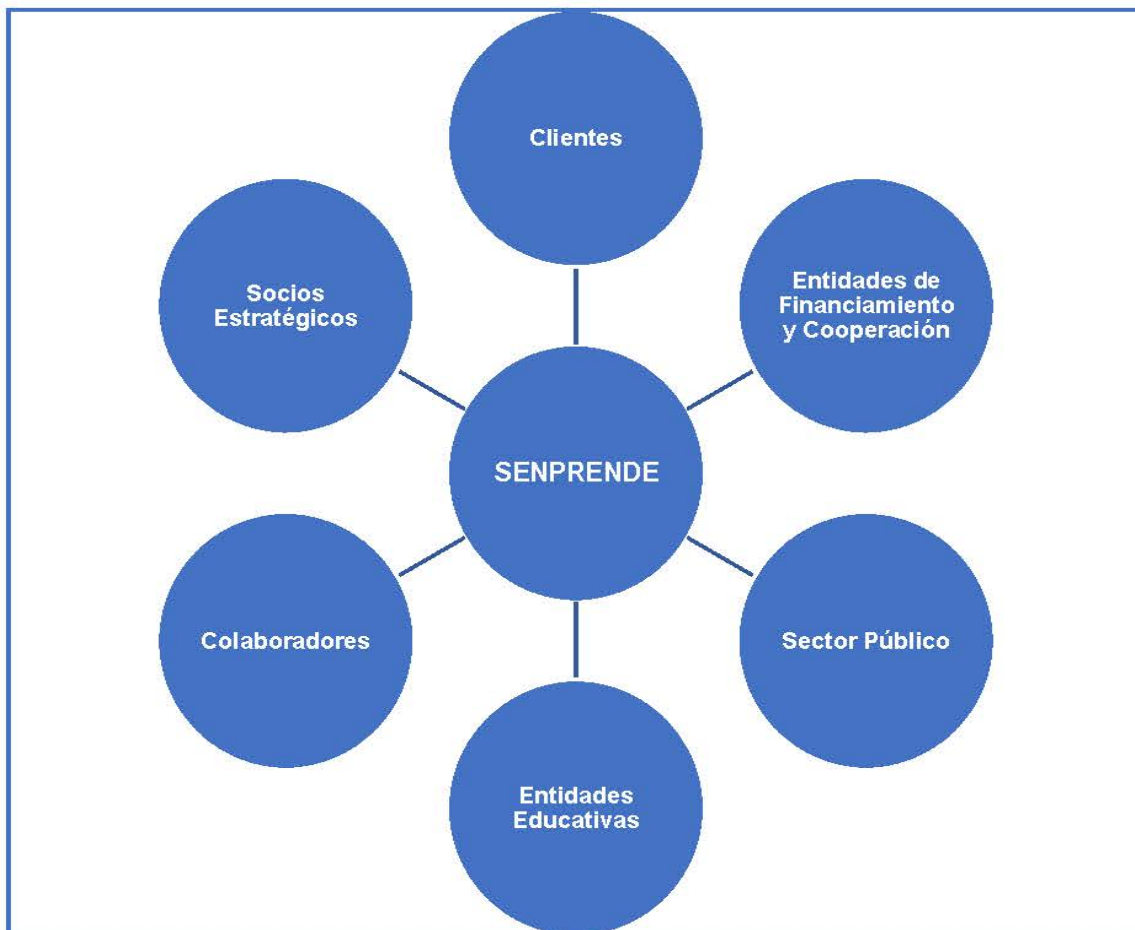 Clientes
Socios
Estratégicos
Entidades de
Financiamiento
y Cooperación
SENPRENDE
Colaboradores
Sector Público
Entidades
Educativas